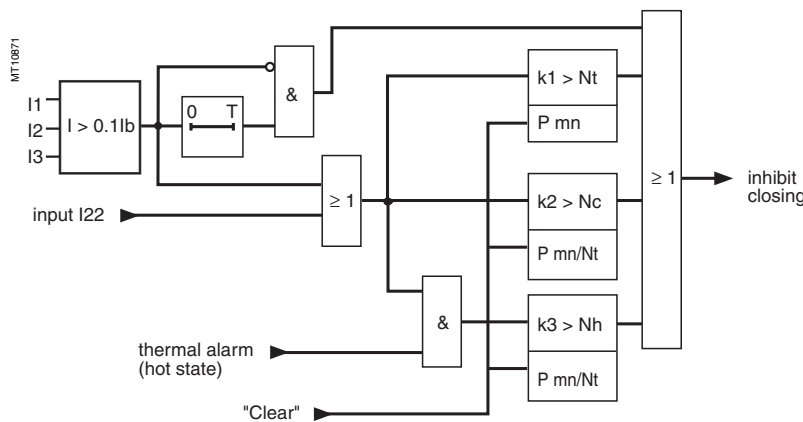 MT10871
I1
I2
I3
I > 0.1Ib
0 T
&
≥ 1
input I22
&
thermal alarm
(hot state)
"Clear"
k1 > Nt
P mn
k2 > Nc
P mn/Nt
k3 > Nh
P mn/Nt
≥ 1
inhibit
closing